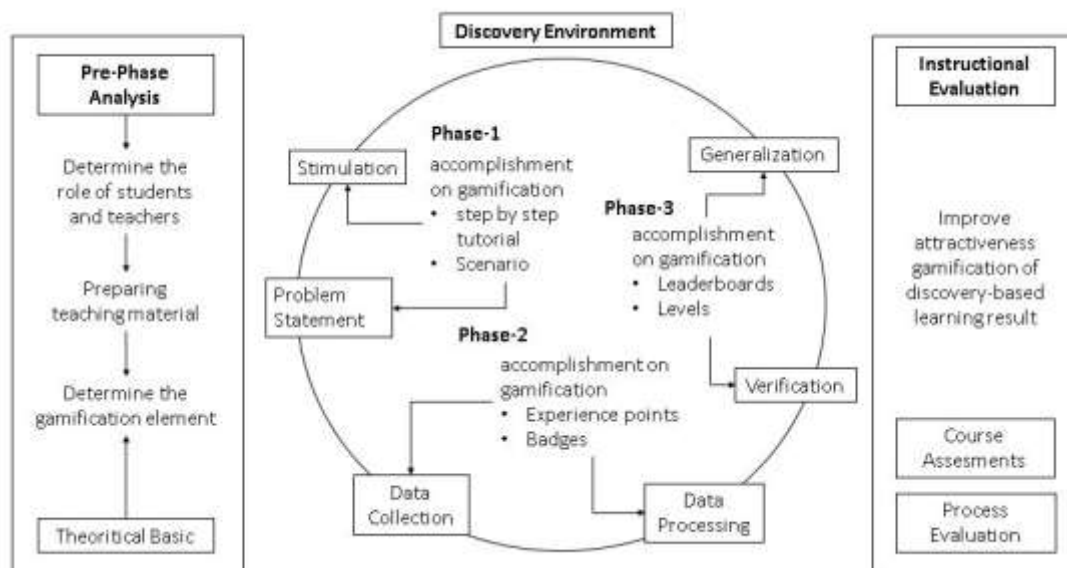 Discovery Environment
Pre-Phase
Analysis
Determine the
role of students
and teachers
Preparing
teaching material
Determine the
gamification element
Theoritical Basic
Phase-1
accomplishment
on gamification
• step by step
tutorial
• Scenario
Stimulation
Problem
Statement
Phase-2
accomplishment on
gamification
• Experience points
• Badges
Data
Collection
Data
Processing
Phase-3
accomplishment
on gamification
• Leaderboards
• Levels
Generalization
Verification
Instructional
Evaluation
Improve
attractiveness
gamification of
discovery-based
learning result
Course
Assesments
Process
Evaluation